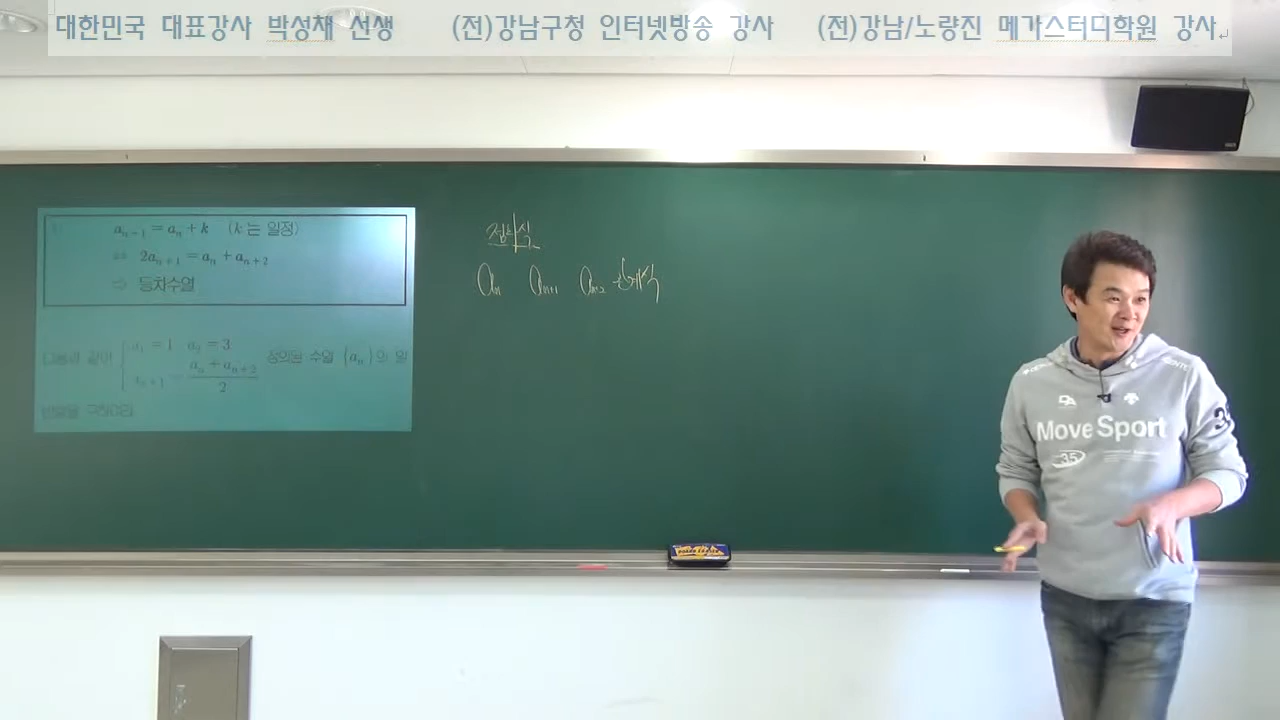 대한민국 대표강사 박성채 선생 (전)강남구청 인터넷방송 강사 (전)강남/노량진 메가스터디학원 강사
aₙ₊₁ = aₙ + k (k는 일정)
⇔ 2aₙ₊₁ = aₙ + aₙ₊₂
⇨ 등차수열
다음과 같이 { a₁ = 1 a₂ = 3
aₙ₊₁ = (aₙ + aₙ₊₂)/2 정의된 수열 {aₙ}의 일
반항을 구하여라
점화식
aₙ aₙ₊₁ aₙ₊₂ 관계식
Move Sport
35